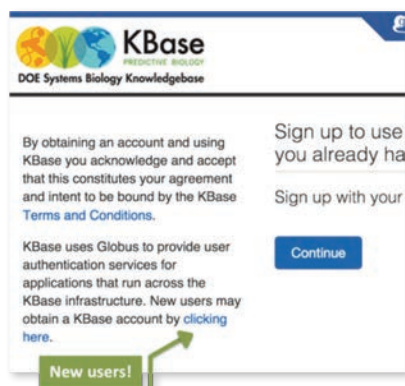 KBase
PREDICTIVE BIOLOGY
DOE Systems Biology Knowledgebase
By obtaining an account and using
KBase you acknowledge and accept
that this constitutes your agreement
and intent to be bound by the KBase
Terms and Conditions.
KBase uses Globus to provide user
authentication services for
applications that run across the
KBase infrastructure. New users may
obtain a KBase account by clicking
here.
Sign up to use
you already ha
Sign up with your
Continue
New users!